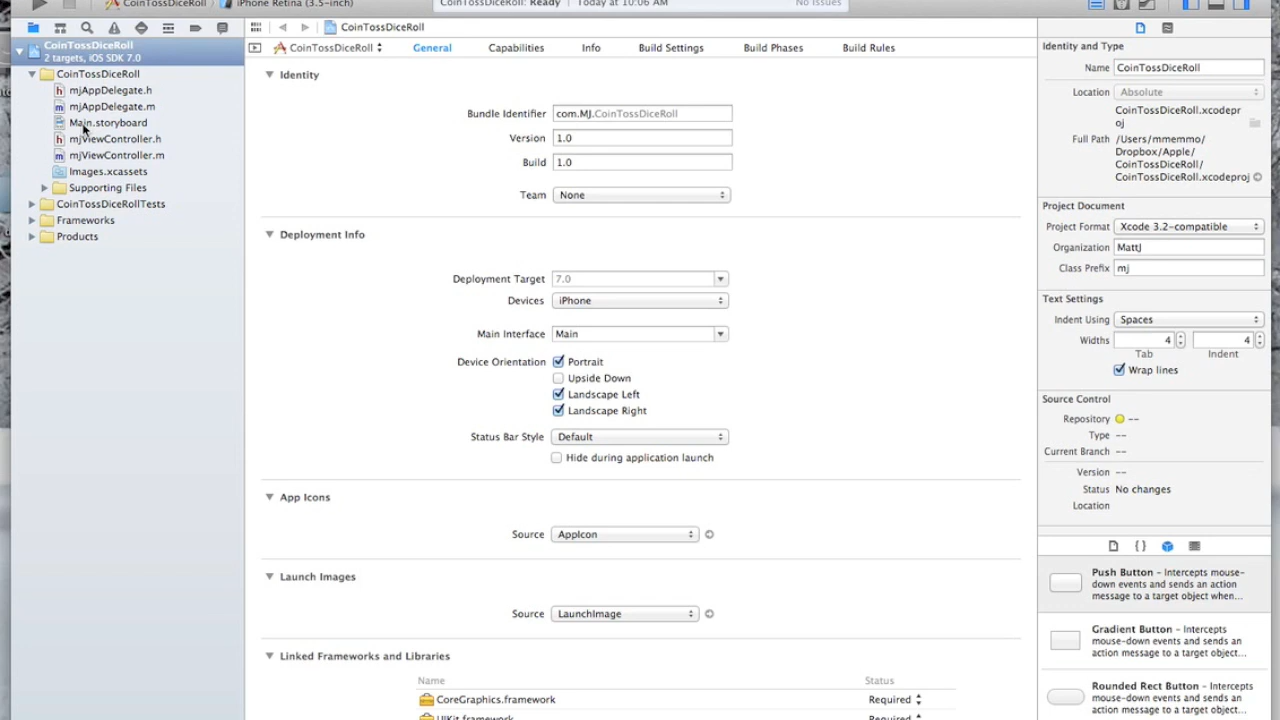 CoinTossDiceRoll
iPhone Retina (3.5-inch)
CoinTossDiceRoll: Ready
Today at 10:06 AM
No Issues
CoinTossDiceRoll
2 targets, iOS SDK 7.0
CoinTossDiceRoll
mjAppDelegate.h
mjAppDelegate.m
Main.storyboard
mjViewController.h
mjViewController.m
Images.xcassets
Supporting Files
CoinTossDiceRollTests
Frameworks
Products
CoinTossDiceRoll
CoinTossDiceRoll
General
Capabilities
Info
Build Settings
Build Phases
Build Rules
Identity
Bundle Identifier com.MJ.CoinTossDiceRoll
Version 1.0
Build 1.0
Team None
Deployment Info
Deployment Target 7.0
Devices iPhone
Main Interface Main
Device Orientation Portrait
Upside Down
Landscape Left
Landscape Right
Status Bar Style Default
Hide during application launch
App Icons
Source AppIcon
Launch Images
Source LaunchImage
Linked Frameworks and Libraries
Name Status
CoreGraphics.framework Required
UIKit.framework Required
Identity and Type
Name CoinTossDiceRoll
Location Absolute
CoinTossDiceRoll.xcodepr
oj
Full Path /Users/mmemmo/
Dropbox/Apple/
CoinTossDiceRoll/
CoinTossDiceRoll.xcodeproj
Project Document
Project Format Xcode 3.2-compatible
Organization MattJ
Class Prefix mj
Text Settings
Indent Using Spaces
Widths 4 4
Tab Indent
Wrap lines
Source Control
Repository --
Type --
Current Branch --
Version --
Status No changes
Location
{ }
Push Button - Intercepts mouse-
down events and sends an action
message to a target object when...
Gradient Button - Intercepts
mouse-down events and sends an
action message to a target object...
Rounded Rect Button - Intercepts
mouse-down events and sends an
action message to a target object...